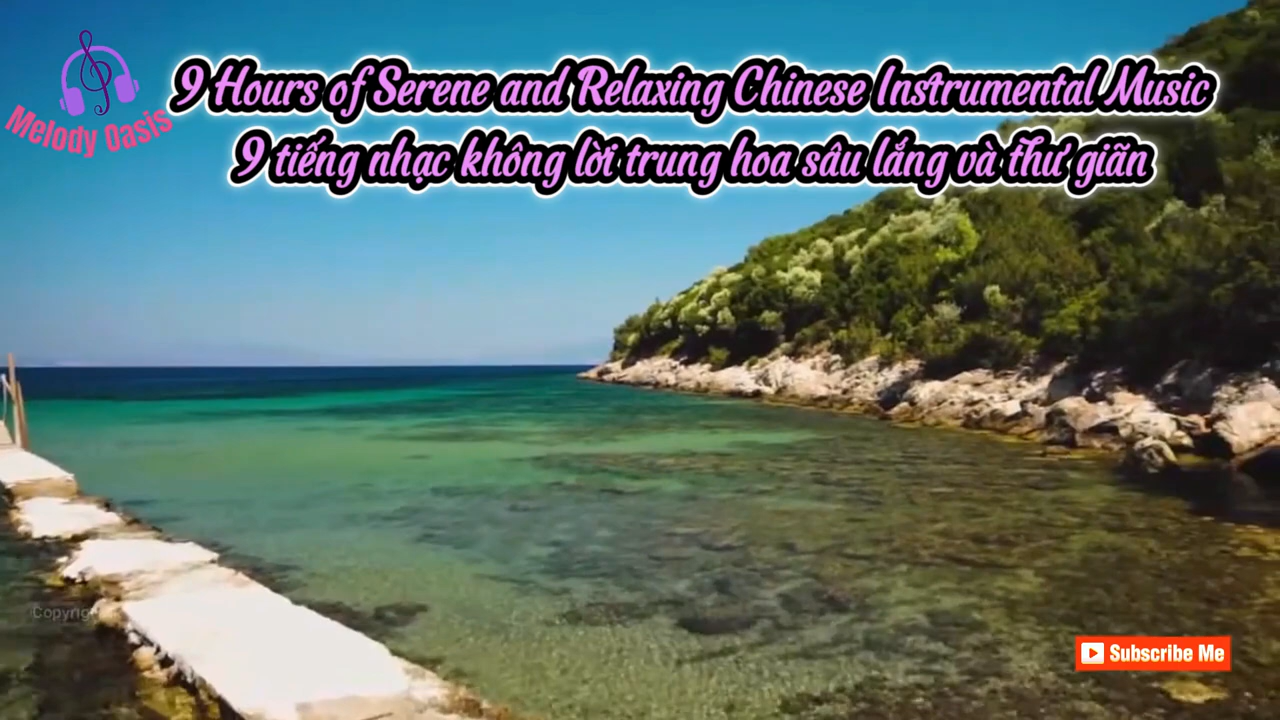 9 Hours of Serene and Relaxing Chinese Instrumental Music
9 tiếng nhạc không lời trung hoa sâu lắng và thư giãn
Melody Oasis
Subscribe Me